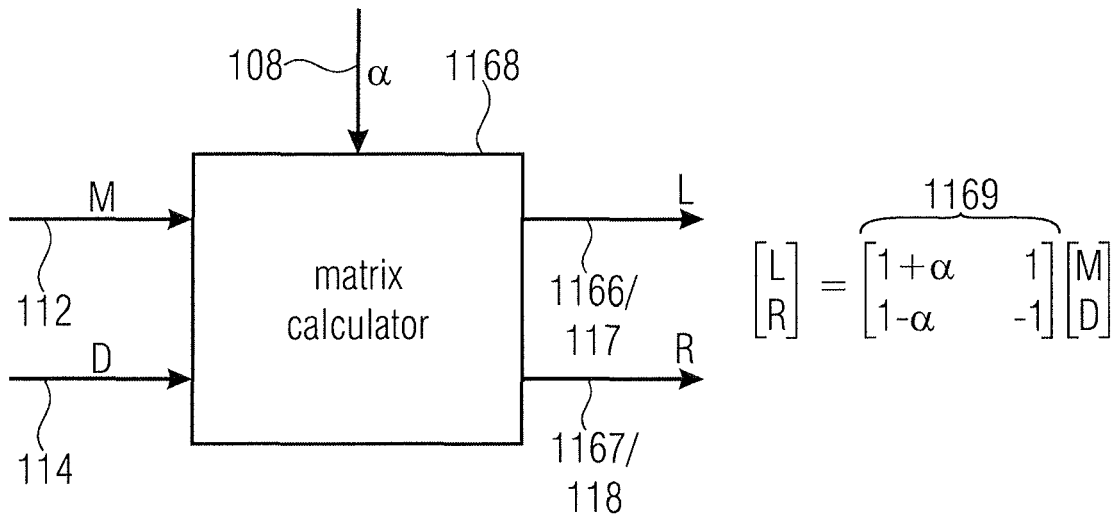 108
α
1168
M
L
1169
[L] = [1+α 1] [M]
[R] [1-α -1] [D]
matrix
calculator
112
1166/
117
D
R
114
1167/
118